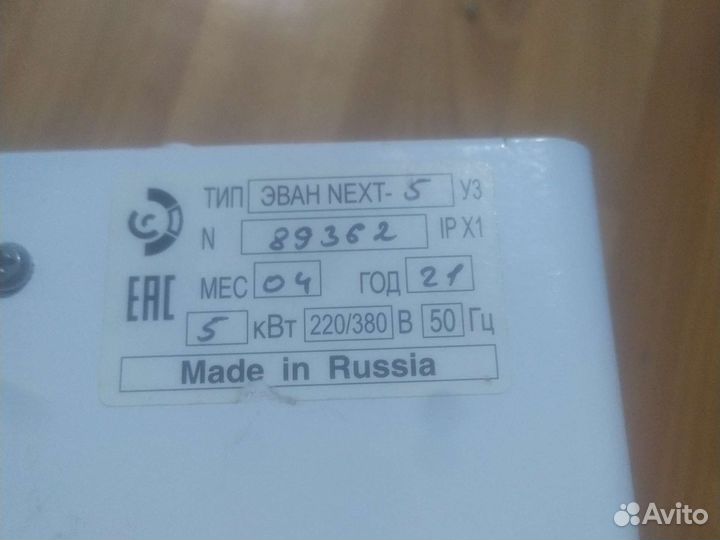 ТИП ЭВАН NEXT- 5 УЗ
N 89362 IP X1
EAC МЕС 04 ГОД 21
5 кВт 220/380 В 50 Гц
Made in Russia
Avito